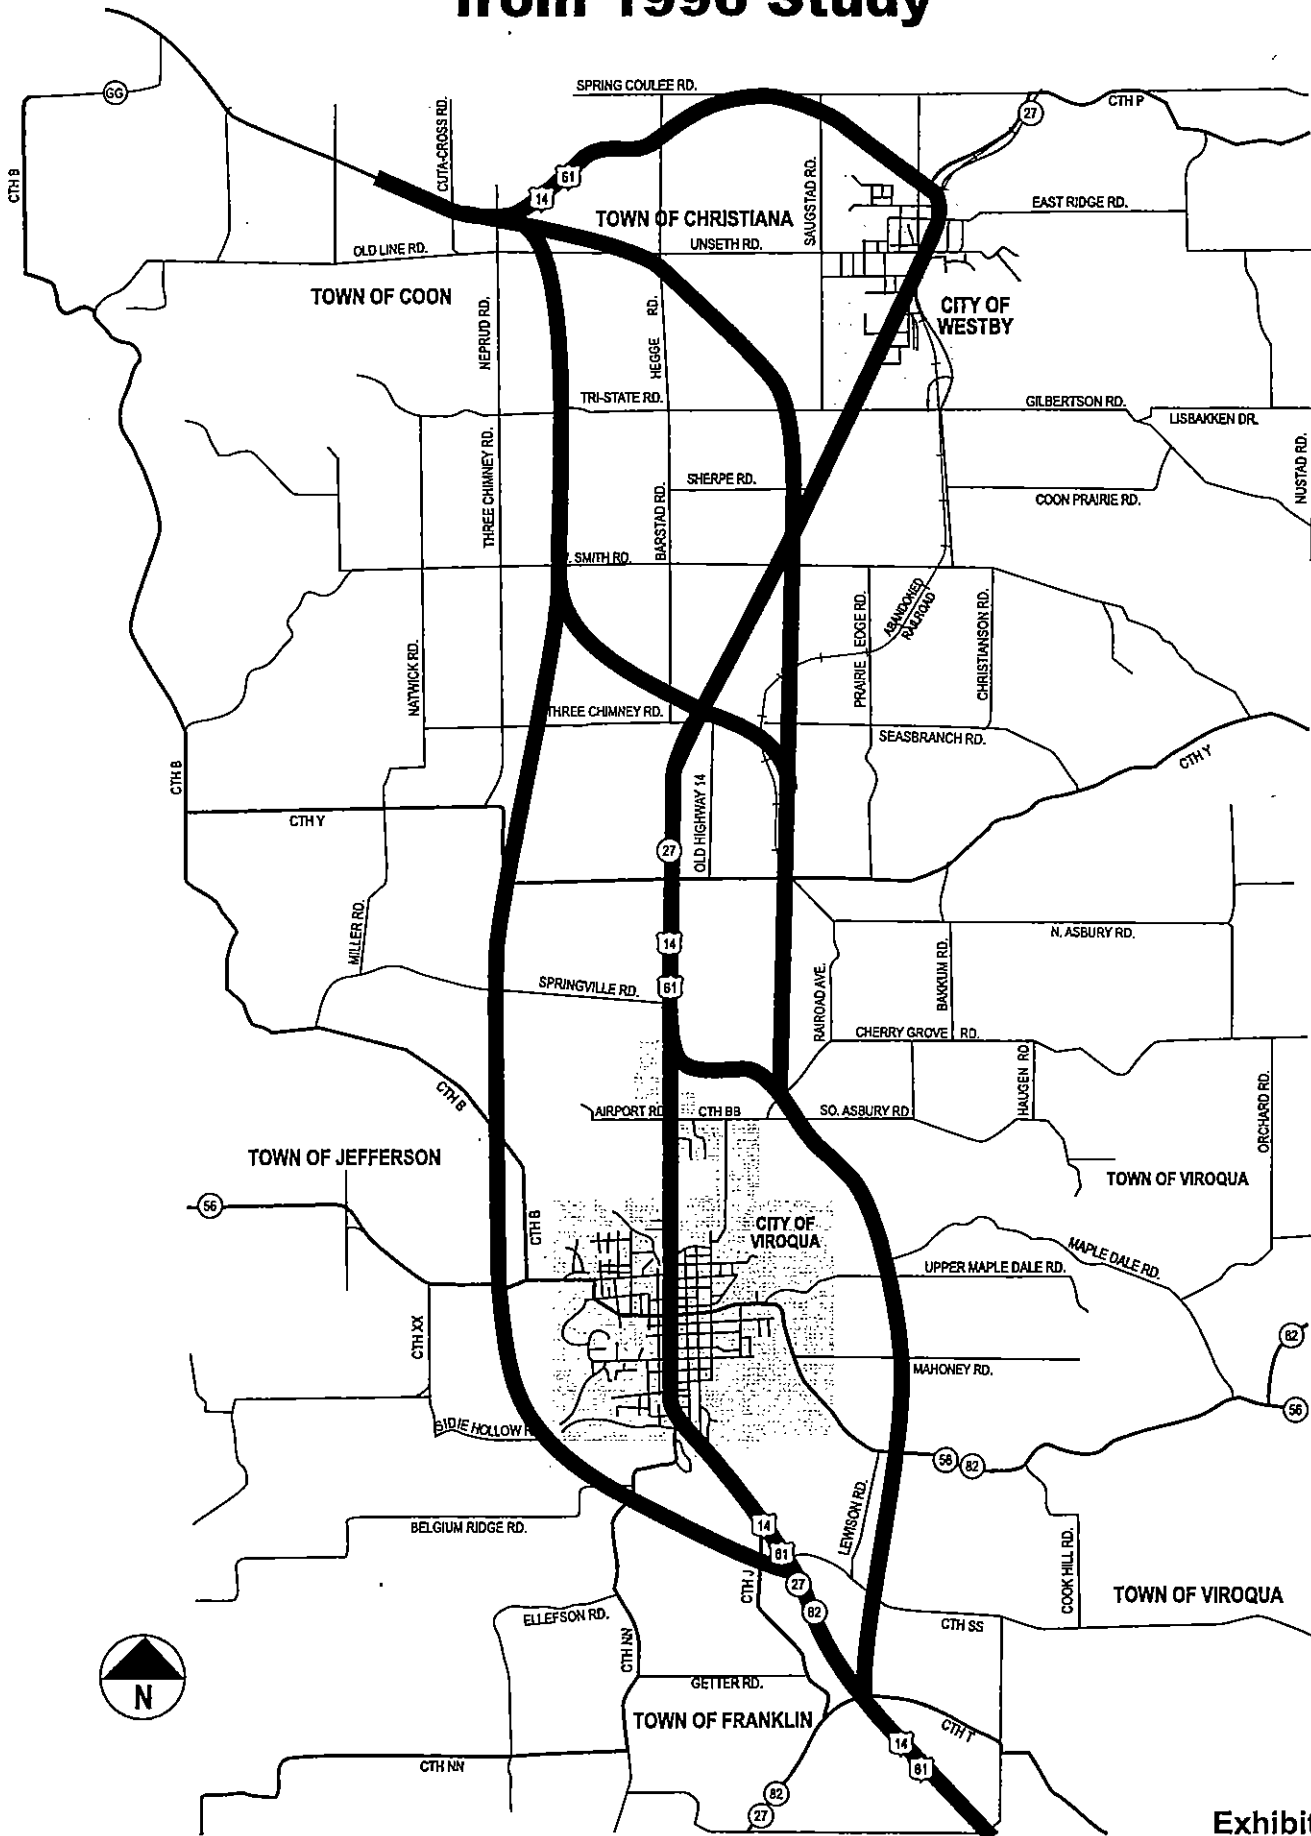 from 1996 Study
GG
SPRING COULEE RD.
27
CTH P
CTH B
CUTA-CROSS RD.
61
14
TOWN OF CHRISTIANA
SAUGSTAD RD.
EAST RIDGE RD.
OLD LINE RD.
UNSETH RD.
TOWN OF COON
NEPRUD RD.
HEGGE RD.
CITY OF
WESTBY
TRI-STATE RD.
GILBERTSON RD.
LISBAKKEN DR.
THREE CHIMNEY RD.
BARSTAD RD.
SHERPE RD.
COON PRAIRIE RD.
NUSTAD RD.
SMITH RD.
NATWICK RD.
PRAIRIE EDGE RD.
ABANDONED
RAILROAD
CHRISTIANSON RD.
THREE CHIMNEY RD.
SEASBRANCH RD.
CTH Y
CTH B
CTH Y
OLD HIGHWAY 14
27
MILLER RD.
14
N. ASBURY RD.
SPRINGVILLE RD.
61
RAIROAD AVE.
BAKKUM RD.
CHERRY GROVE RD.
CTH B
HAUGEN RD
ORCHARD RD.
AIRPORT RD
CTH BB
SO. ASBURY RD
TOWN OF JEFFERSON
TOWN OF VIROQUA
56
CTH B
CITY OF
VIROQUA
MAPLE DALE RD.
UPPER MAPLE DALE RD.
CTH XX
82
MAHONEY RD.
56
SIDIE HOLLOW R
56
82
BELGIUM RIDGE RD.
14
61
LEWISON RD.
CTH J
27
82
COOK HILL RD.
TOWN OF VIROQUA
ELLEFSON RD.
CTH NN
CTH SS
N
GETTER RD.
TOWN OF FRANKLIN
CTH T
14
61
CTH NN
82
27
Exhibit